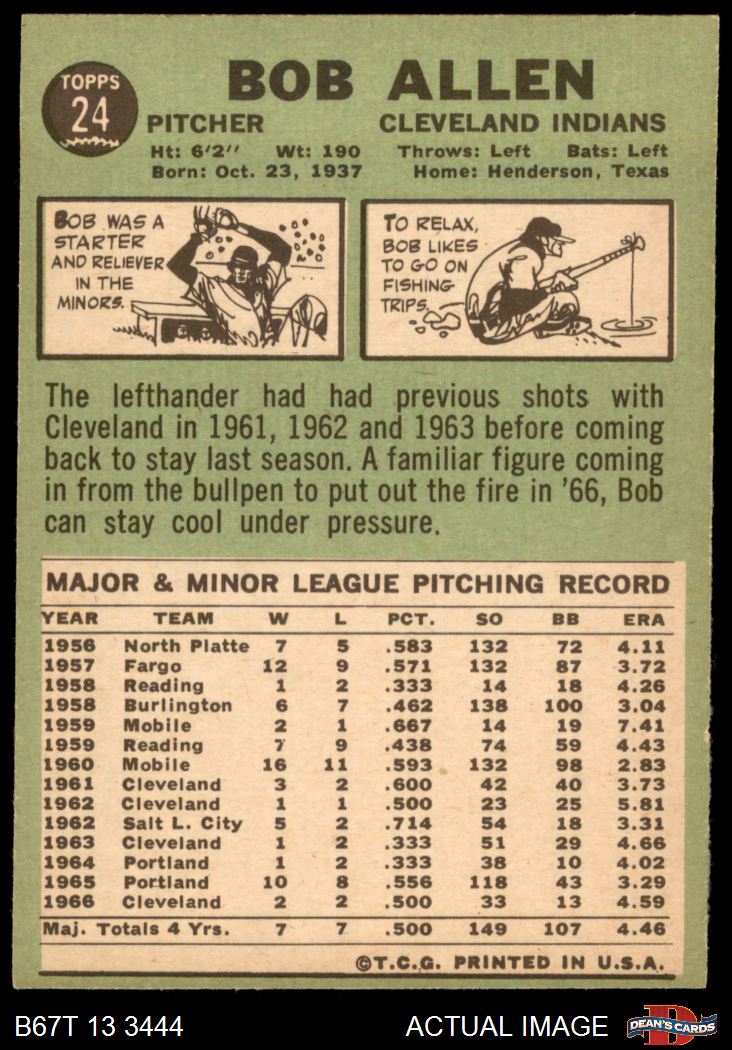 TOPPS
24
BOB ALLEN
PITCHER CLEVELAND INDIANS
Ht: 6'2" Wt: 190 Throws: Left Bats: Left
Born: Oct. 23, 1937 Home: Henderson, Texas
BOB WAS A
STARTER
AND RELIEVER
IN THE
MINORS.
TO RELAX,
BOB LIKES
TO GO ON
FISHING
TRIPS.
The lefthander had had previous shots with
Cleveland in 1961, 1962 and 1963 before coming
back to stay last season. A familiar figure coming
in from the bullpen to put out the fire in '66, Bob
can stay cool under pressure.
MAJOR & MINOR LEAGUE PITCHING RECORD
YEAR TEAM W L PCT. SO BB ERA
1956 North Platte 7 5 .583 132 72 4.11
1957 Fargo 12 9 .571 132 87 3.72
1958 Reading 1 2 .333 14 18 4.26
1958 Burlington 6 7 .462 138 100 3.04
1959 Mobile 2 1 .667 14 19 7.41
1959 Reading 7 9 .438 74 59 4.43
1960 Mobile 16 11 .593 132 98 2.83
1961 Cleveland 3 2 .600 42 40 3.73
1962 Cleveland 1 1 .500 23 25 5.81
1962 Salt L. City 5 2 .714 54 18 3.31
1963 Cleveland 1 2 .333 51 29 4.66
1964 Portland 1 2 .333 38 10 4.02
1965 Portland 10 8 .556 118 43 3.29
1966 Cleveland 2 2 .500 33 13 4.59
Maj. Totals 4 Yrs. 7 7 .500 149 107 4.46
©T.C.G. PRINTED IN U.S.A.
B67T 13 3444 ACTUAL IMAGE DEAN'S CARDS